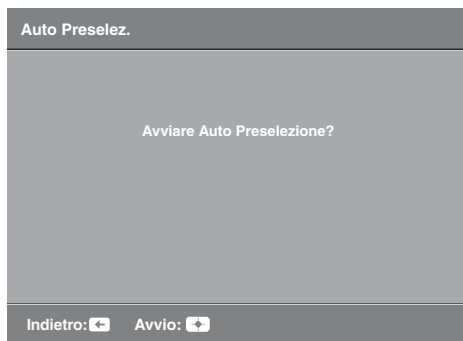 Auto Preselez.
Avviare Auto Preselezione?
Indietro: Avvio: